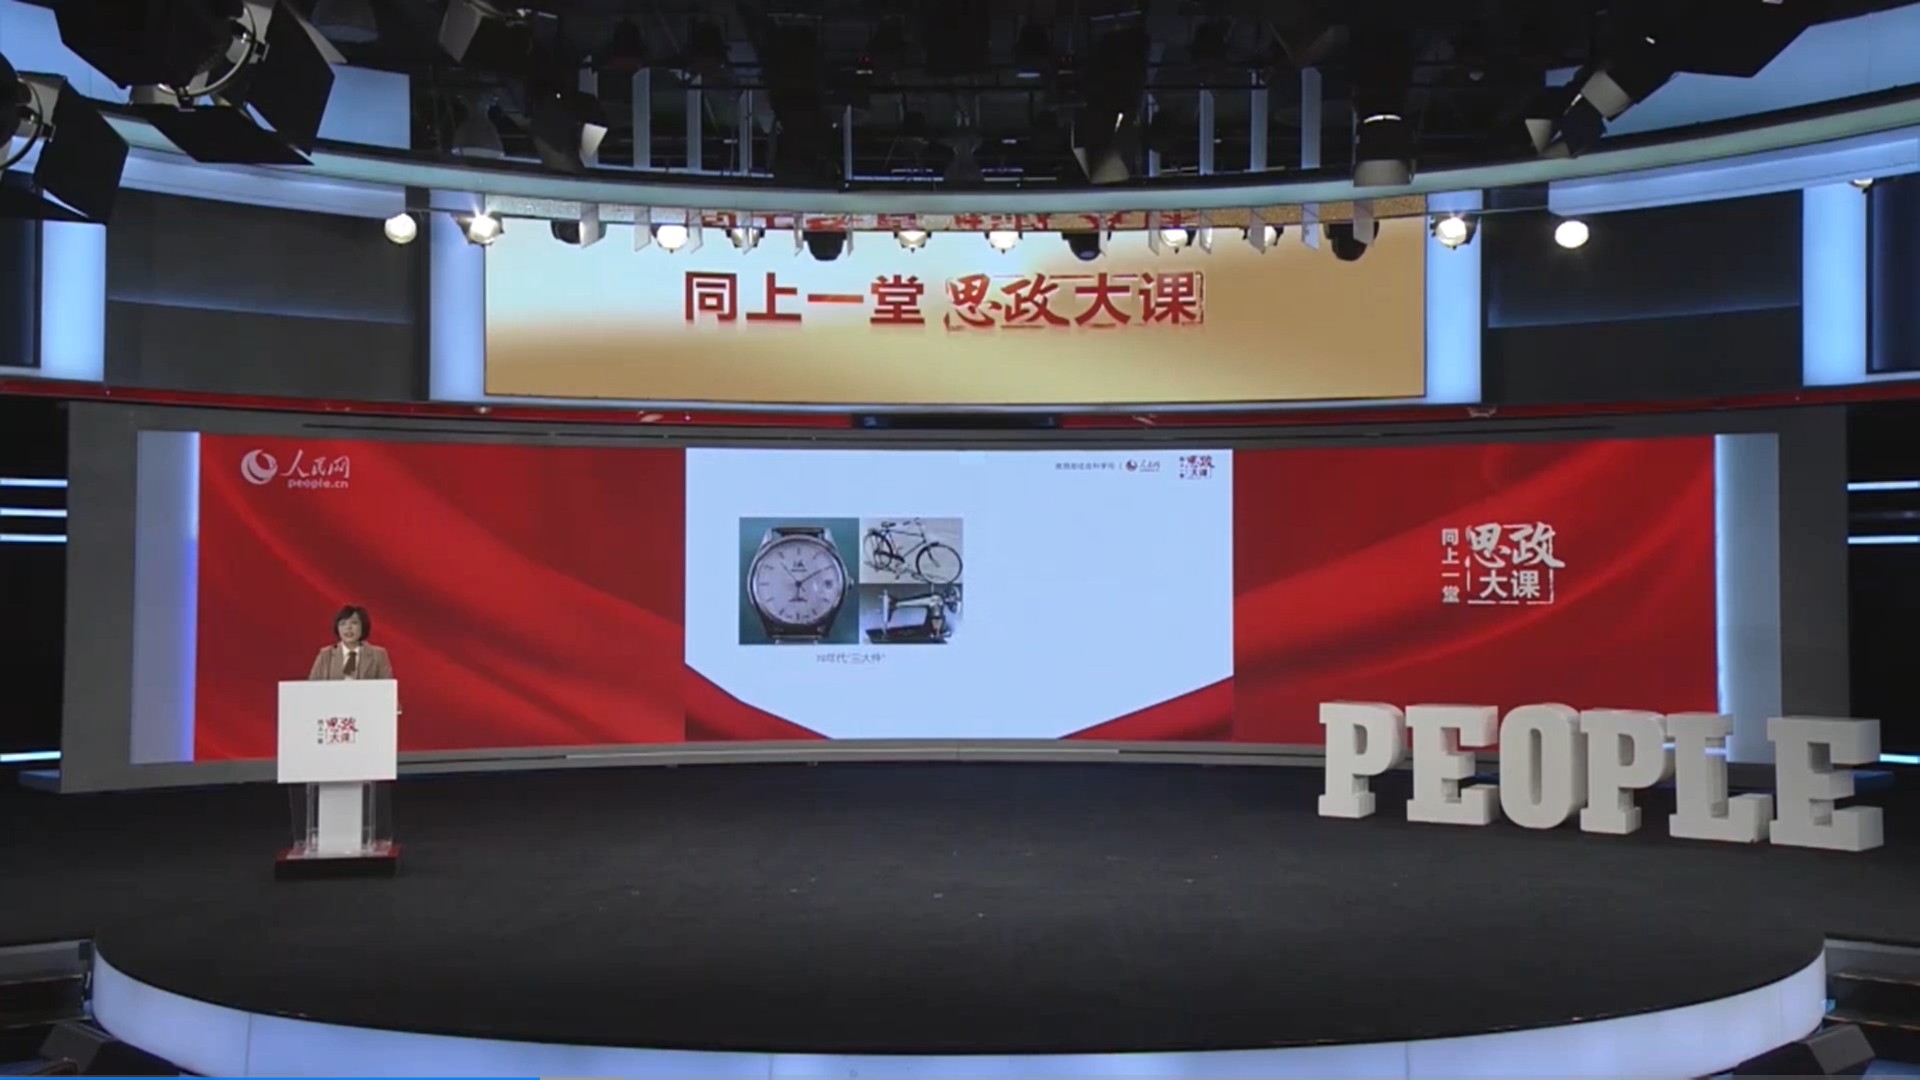 同上一堂思政大课
人民网
people.cn
人民网
同上一堂
思政
大课
70年代“三大件”
同上一堂
思政
大课
同上一堂
思政
大课
PEOPLE